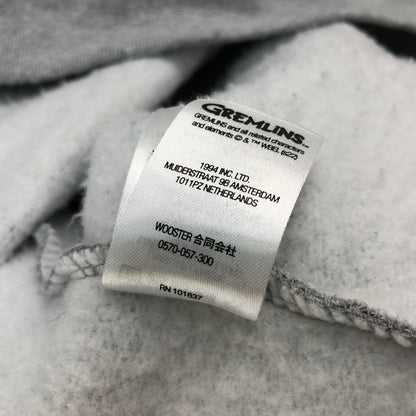 GREMLINS™
GREMLINS and all related characters
and elements © & ™ WBEI. (s22)
1994 INC. LTD.
MUIDERSTRAAT 9B AMSTERDAM
1011PZ NETHERLANDS
WOOSTER 合同会社
0570-057-300
RN 101837